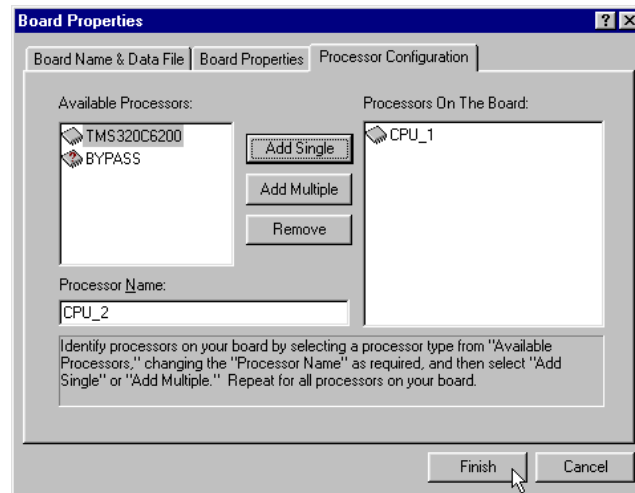 Board Properties
Board Name & Data File
Board Properties
Processor Configuration
Available Processors:
Processors On The Board:
TMS320C6200
BYPASS
Add Single
Add Multiple
Remove
CPU_1
Processor Name:
CPU_2
Identify processors on your board by selecting a processor type from "Available
Processors," changing the "Processor Name" as required, and then select "Add
Single" or "Add Multiple." Repeat for all processors on your board.
Finish
Cancel